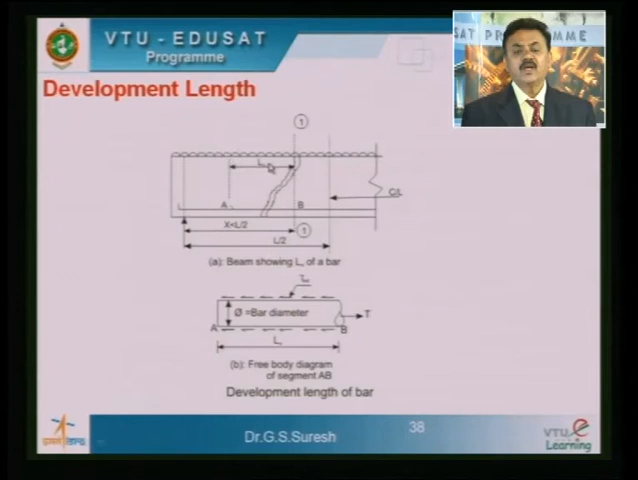 VTU - EDUSAT
Programme
SAT PROGRAMME
Development Length
1
C/L
A
B
X<L/2
1
L/2
(a): Beam showing L of a bar
Ø =Bar diameter
T
A
B
L
(b): Free body diagram
of segment AB
Development length of bar
Dr.G.S.Suresh
38
VTU e
Learning